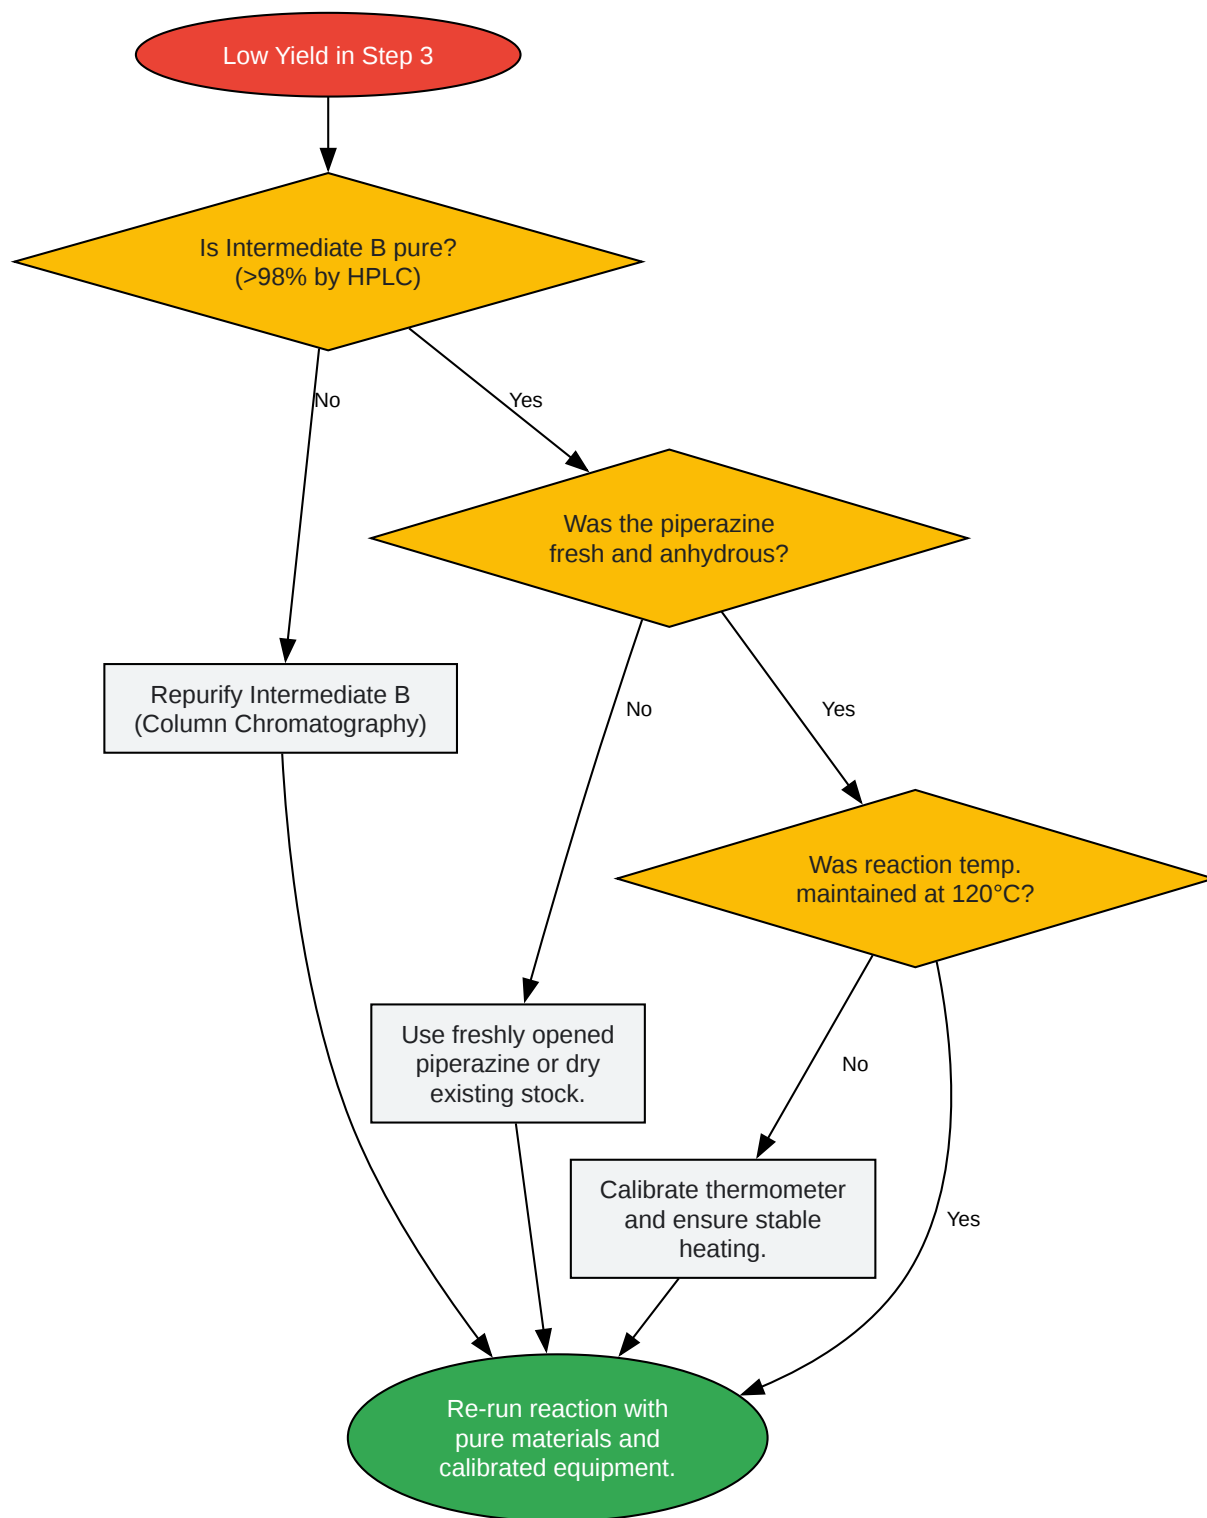 Low Yield in Step 3
Is Intermediate B pure?
(>98% by HPLC)
No
Yes
Was the piperazine
fresh and anhydrous?
Repurify Intermediate B
(Column Chromatography)
No
Yes
Was reaction temp.
maintained at 120°C?
Use freshly opened
piperazine or dry
existing stock.
No
Calibrate thermometer
and ensure stable
heating.
Yes
Re-run reaction with
pure materials and
calibrated equipment.